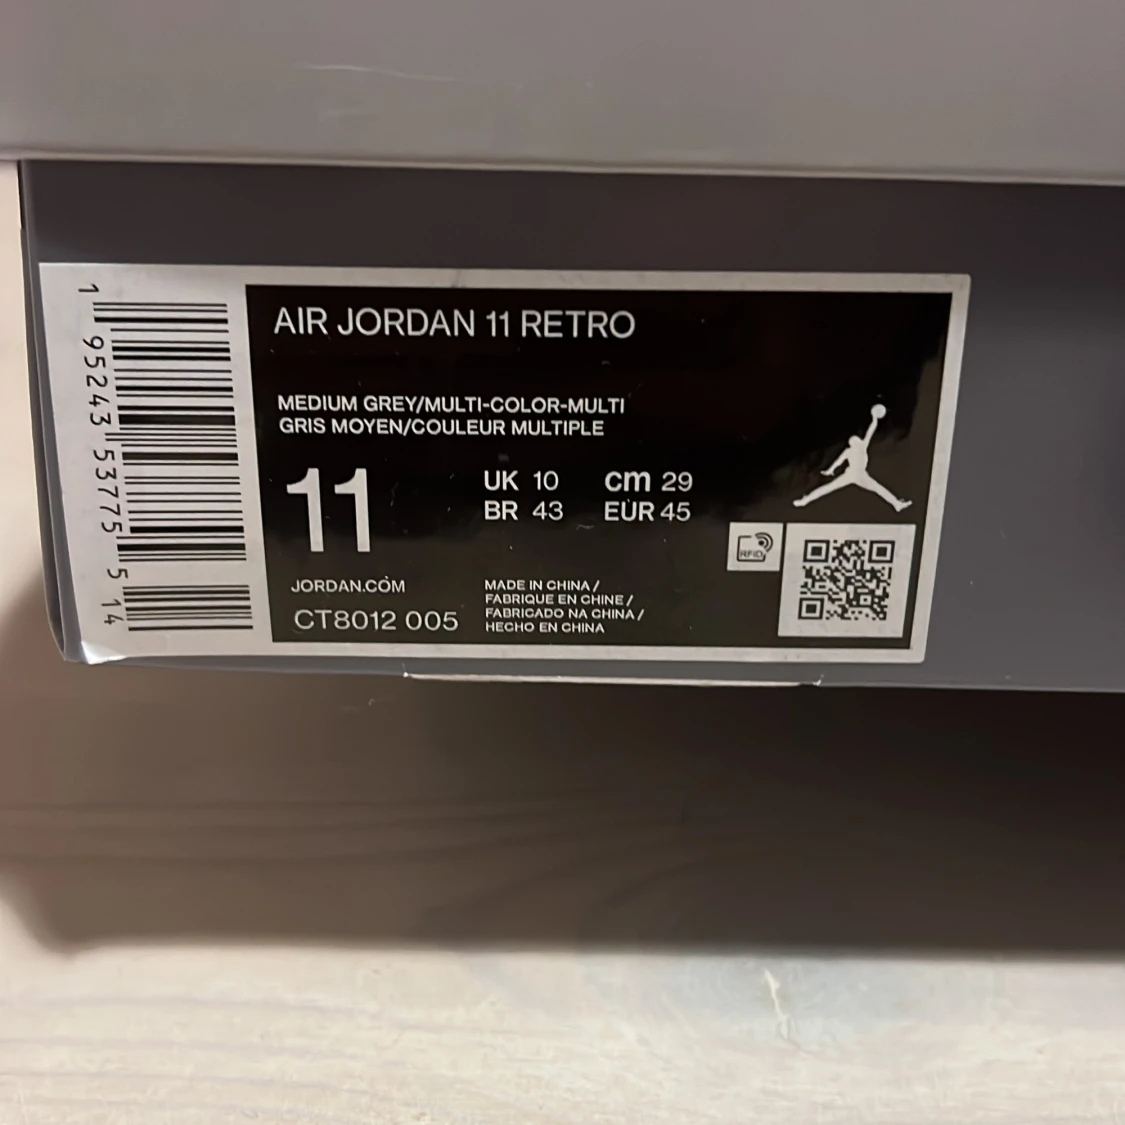 AIR JORDAN 11 RETRO
MEDIUM GREY/MULTI-COLOR-MULTI
GRIS MOYEN/COULEUR MULTIPLE
11
UK 10 cm 29
BR 43 EUR 45
RFID
JORDAN.COM
CT8012 005
MADE IN CHINA /
FABRIQUE EN CHINE /
FABRICADO NA CHINA /
HECHO EN CHINA
1 95243 53775 5 14